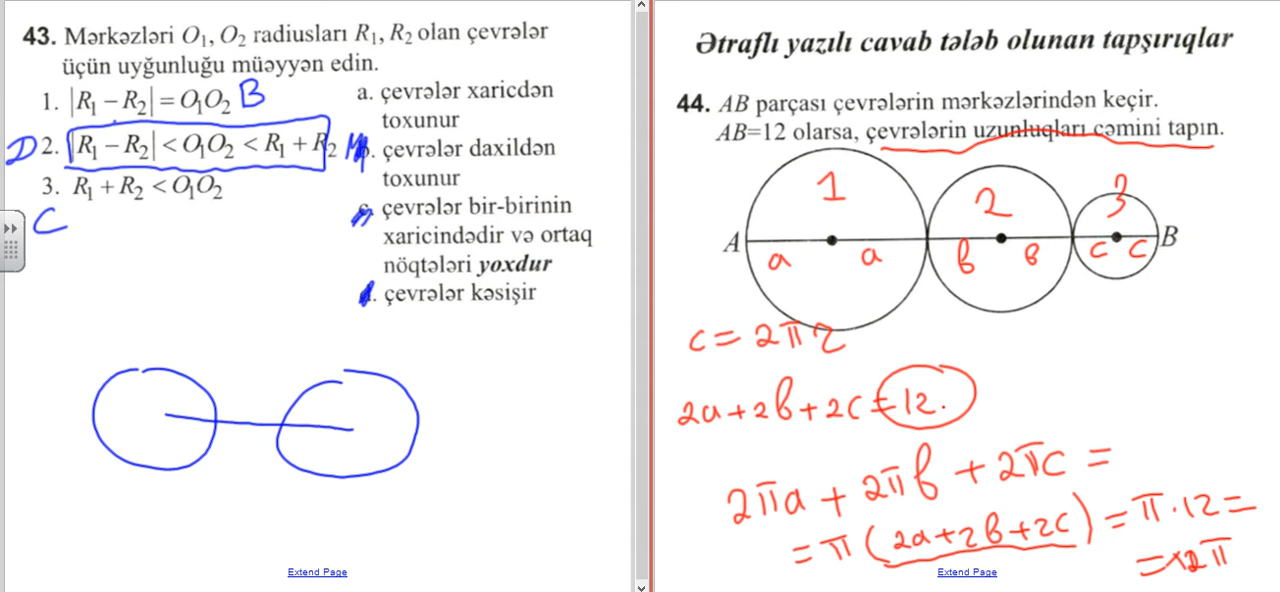 43. Mərkəzləri O₁, O₂ radiusları R₁, R₂ olan çevrələr
üçün uyğunluğu müəyyən edin.
1. |R₁ – R₂| = O₁O₂ B
D 2. |R₁ – R₂| < O₁O₂ < R₁ + R₂
3. R₁ + R₂ < O₁O₂
C
a. çevrələr xaricdən
toxunur
çevrələr daxildən
toxunur
çevrələr bir-birinin
xaricindədir və ortaq
nöqtələri yoxdur
d. çevrələr kəsişir
Extend Page
Ətraflı yazılı cavab tələb olunan tapşırıqlar
44. AB parçası çevrələrin mərkəzlərindən keçir.
AB=12 olarsa, çevrələrin uzunluqları cəmini tapın.
1 2 3
A B
a a в в c c
c = 2πr
2a+2в+2c=12.
2πa + 2πв + 2πc =
= π (2a+2в+2c) = π·12 =
= 12π
Extend Page